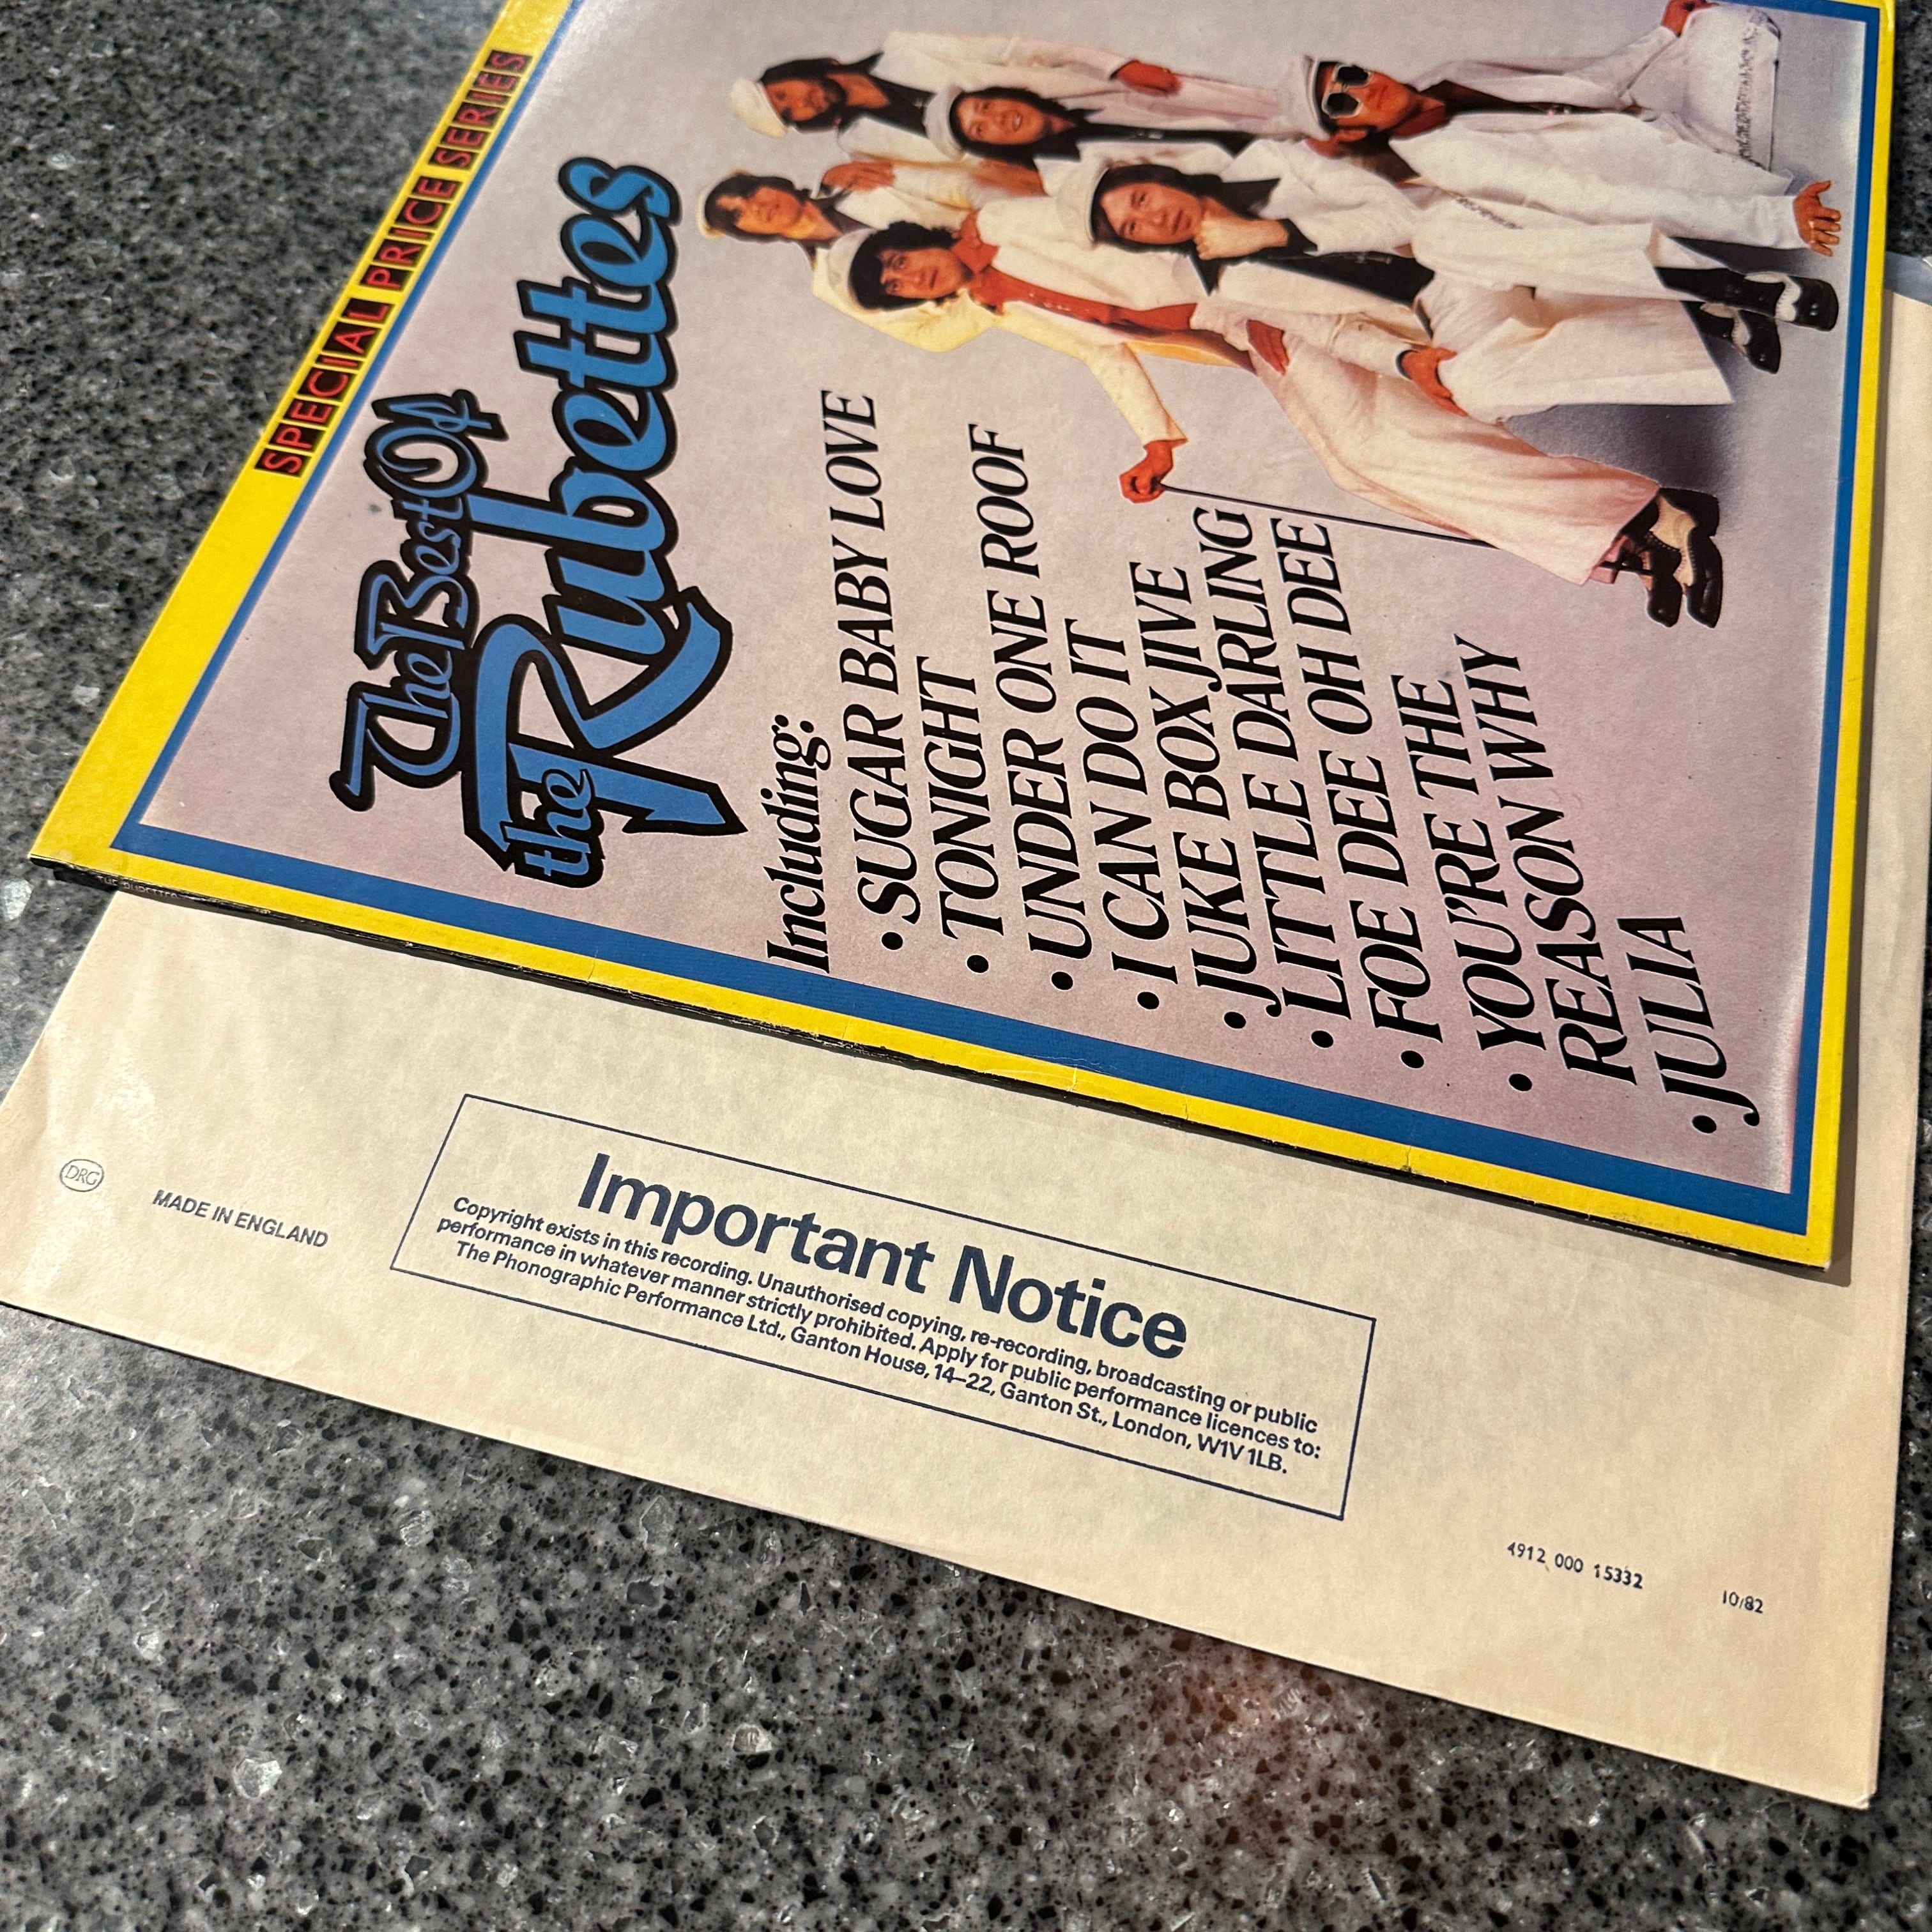 SPECIAL PRICE SERIES
The Best Of
the Rubettes
Including:
• SUGAR BABY LOVE
• TONIGHT
• UNDER ONE ROOF
• I CAN DO IT
• JUKE BOX JIVE
• LITTLE DARLING
• FOE DEE OH DEE
• YOU'RE THE
REASON WHY
• JULIA
DRG
MADE IN ENGLAND
Important Notice
Copyright exists in this recording. Unauthorised copying, re-recording, broadcasting or public
performance in whatever manner strictly prohibited. Apply for public performance licences to:
The Phonographic Performance Ltd., Ganton House, 14–22, Ganton St., London, W1V 1LB.
4912 000 15332
10/82